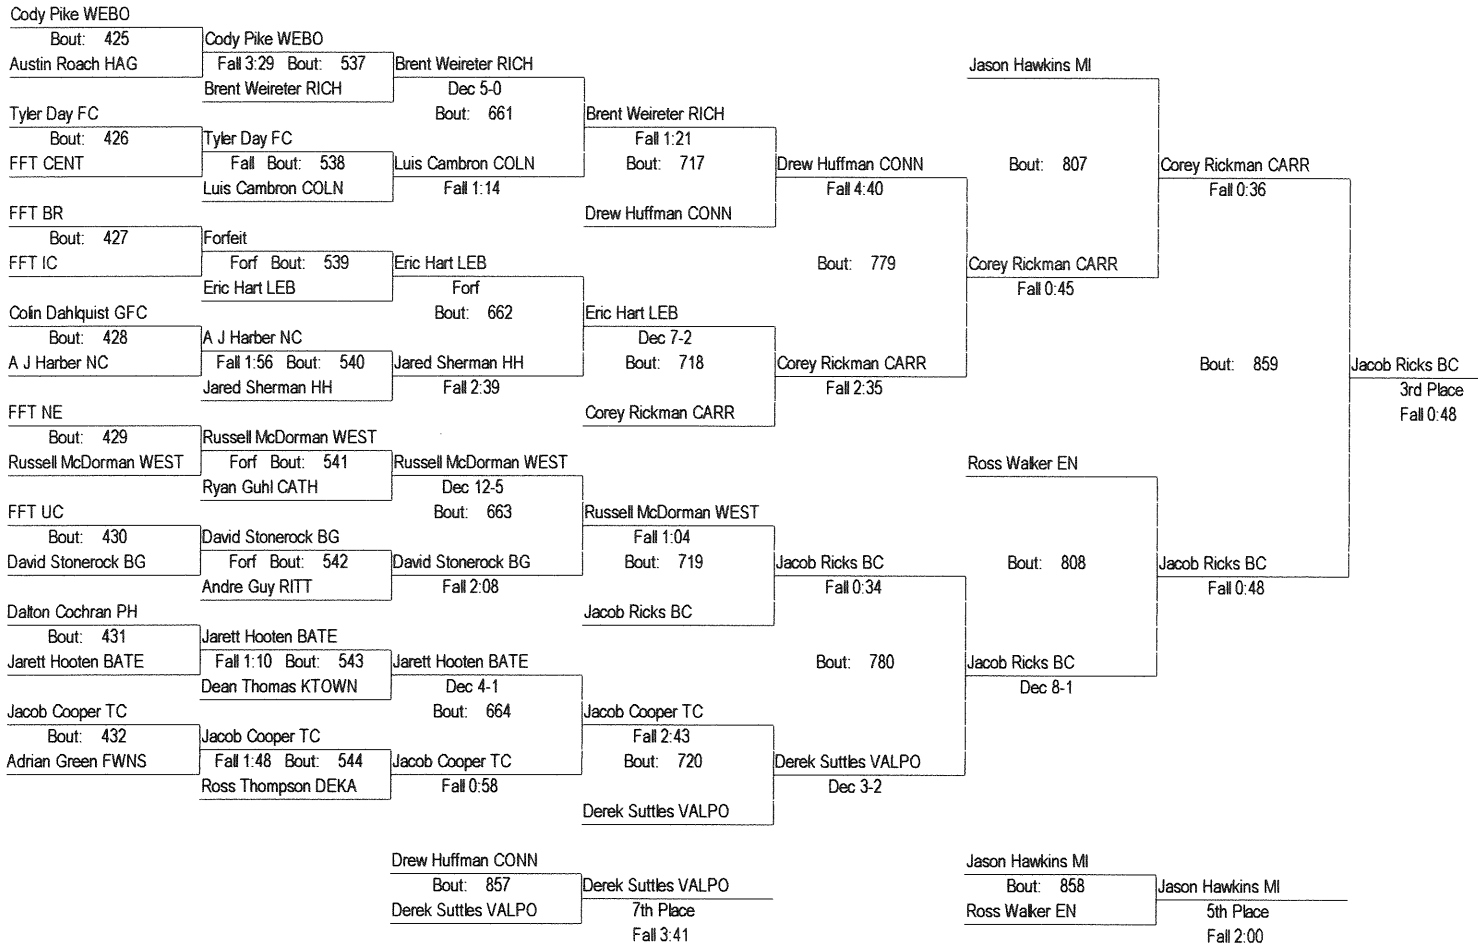 Cody Pike WEBO
Bout: 425
Cody Pike WEBO
Austin Roach HAG
Fall 3:29 Bout: 537
Brent Weireter RICH
Jason Hawkins MI
Brent Weireter RICH
Dec 5-0
Tyler Day FC
Bout: 661
Brent Weireter RICH
Bout: 426
Tyler Day FC
Fall 1:21
FFT CENT
Fall Bout: 538
Luis Cambron COLN
Bout: 717
Drew Huffman CONN
Bout: 807
Corey Rickman CARR
Luis Cambron COLN
Fall 1:14
Fall 4:40
Fall 0:36
FFT BR
Drew Huffman CONN
Bout: 427
Forfeit
FFT IC
Forf Bout: 539
Eric Hart LEB
Bout: 779
Corey Rickman CARR
Eric Hart LEB
Forf
Fall 0:45
Colin Dahlquist GFC
Bout: 662
Eric Hart LEB
Bout: 428
A J Harber NC
Dec 7-2
A J Harber NC
Fall 1:56 Bout: 540
Jared Sherman HH
Bout: 718
Corey Rickman CARR
Bout: 859
Jacob Ricks BC
Jared Sherman HH
Fall 2:39
Fall 2:35
3rd Place
FFT NE
Corey Rickman CARR
Fall 0:48
Bout: 429
Russell McDorman WEST
Russell McDorman WEST
Forf Bout: 541
Russell McDorman WEST
Ross Walker EN
Ryan Guhl CATH
Dec 12-5
FFT UC
Bout: 663
Russell McDorman WEST
Bout: 430
David Stonerock BG
Fall 1:04
David Stonerock BG
Forf Bout: 542
David Stonerock BG
Bout: 719
Jacob Ricks BC
Bout: 808
Jacob Ricks BC
Andre Guy RITT
Fall 2:08
Fall 0:34
Fall 0:48
Dalton Cochran PH
Jacob Ricks BC
Bout: 431
Jarett Hooten BATE
Jarett Hooten BATE
Fall 1:10 Bout: 543
Jarett Hooten BATE
Bout: 780
Jacob Ricks BC
Dean Thomas KTOWN
Dec 4-1
Dec 8-1
Jacob Cooper TC
Bout: 664
Jacob Cooper TC
Bout: 432
Jacob Cooper TC
Fall 2:43
Adrian Green FWNS
Fall 1:48 Bout: 544
Jacob Cooper TC
Bout: 720
Derek Suttles VALPO
Ross Thompson DEKA
Fall 0:58
Dec 3-2
Derek Suttles VALPO
Drew Huffman CONN
Jason Hawkins MI
Bout: 857
Derek Suttles VALPO
Bout: 858
Jason Hawkins MI
Derek Suttles VALPO
7th Place
Ross Walker EN
5th Place
Fall 3:41
Fall 2:00